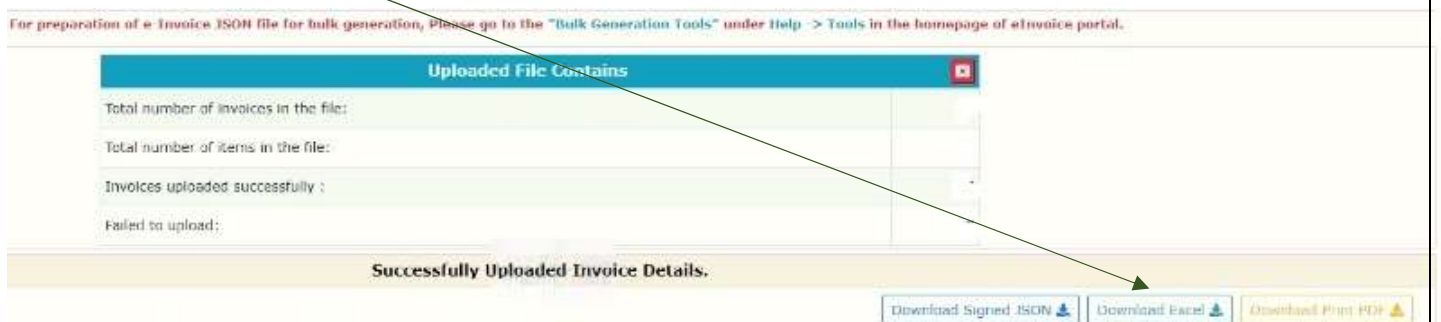 For preparation of e-Invoice JSON file for bulk generation, Please go to the "Bulk Generation Tools" under Help -> Tools in the homepage of eInvoice portal.
Uploaded File Contains
Total number of invoices in the file:
Total number of items in the file:
Invoices uploaded successfully :
Failed to upload:
Successfully Uploaded Invoice Details.
Download Signed JSON Download Excel Download Print PDF